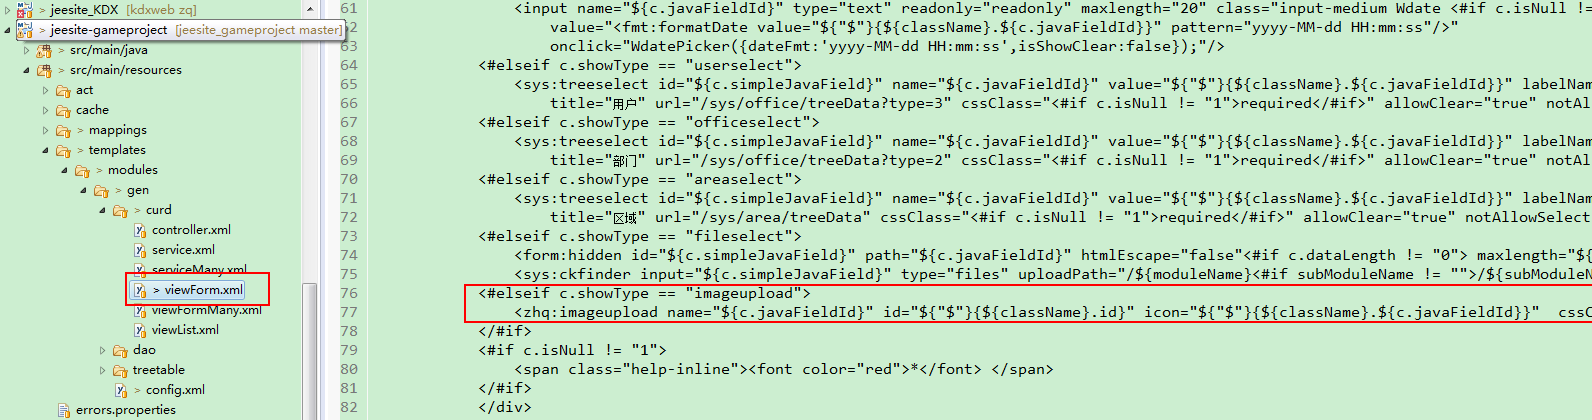 > jeesite_KDX [kdxweb zq]
> jeesite-gameproject [jeesite_gameproject master]
> src/main/java
> src/main/resources
act
cache
> mappings
> templates
> modules
> gen
> curd
controller.xml
service.xml
serviceMany.xml
> viewForm.xml
viewFormMany.xml
viewList.xml
> dao
> treetable
> config.xml
errors.properties
61 <input name="${c.javaFieldId}" type="text" readonly="readonly" maxlength="20" class="input-medium Wdate <#if c.isNull !=
62 value="<fmt:formatDate value="${"$"}{${className}.${c.javaFieldId}}" pattern="yyyy-MM-dd HH:mm:ss"/>"
63 onclick="WdatePicker({dateFmt:'yyyy-MM-dd HH:mm:ss',isShowClear:false});"/>
64 <#elseif c.showType == "userselect">
65 <sys:treeselect id="${c.simpleJavaField}" name="${c.javaFieldId}" value="${"$"}{${className}.${c.javaFieldId}}" labelNam
66 title="用户" url="/sys/office/treeData?type=3" cssClass="<#if c.isNull != "1">required</#if>" allowClear="true" notAl
67 <#elseif c.showType == "officeselect">
68 <sys:treeselect id="${c.simpleJavaField}" name="${c.javaFieldId}" value="${"$"}{${className}.${c.javaFieldId}}" labelNam
69 title="部门" url="/sys/office/treeData?type=2" cssClass="<#if c.isNull != "1">required</#if>" allowClear="true" notAl
70 <#elseif c.showType == "areaselect">
71 <sys:treeselect id="${c.simpleJavaField}" name="${c.javaFieldId}" value="${"$"}{${className}.${c.javaFieldId}}" labelNam
72 title="区域" url="/sys/area/treeData" cssClass="<#if c.isNull != "1">required</#if>" allowClear="true" notAllowSelect
73 <#elseif c.showType == "fileselect">
74 <form:hidden id="${c.simpleJavaField}" path="${c.javaFieldId}" htmlEscape="false"<#if c.dataLength != "0"> maxlength="${
75 <sys:ckfinder input="${c.simpleJavaField}" type="files" uploadPath="/${moduleName}<#if subModuleName != "">/${subModuleN
76 <#elseif c.showType == "imageupload">
77 <zhq:imageupload name="${c.javaFieldId}" id="${"$"}{${className}.id}" icon="${"$"}{${className}.${c.javaFieldId}}" cssC
78 </#if>
79 <#if c.isNull != "1">
80 <span class="help-inline"><font color="red">*</font> </span>
81 </#if>
82 </div>